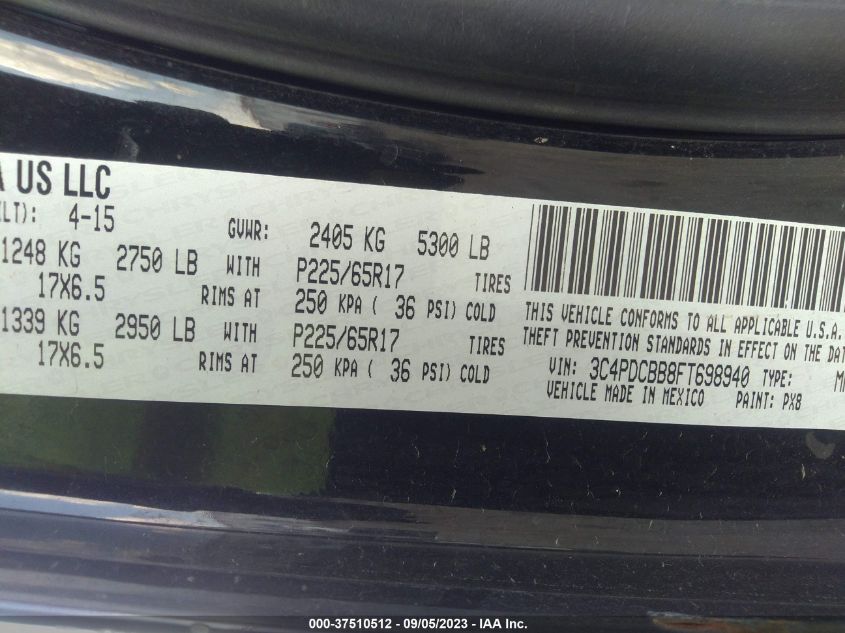 A US LLC
LT): 4-15 GVWR: 2405 KG 5300 LB
1248 KG 2750 LB WITH P225/65R17 TIRES
17X6.5 RIMS AT 250 KPA ( 36 PSI) COLD
1339 KG 2950 LB WITH P225/65R17 TIRES
17X6.5 RIMS AT 250 KPA ( 36 PSI) COLD
THIS VEHICLE CONFORMS TO ALL APPLICABLE U.S.A.
THEFT PREVENTION STANDARDS IN EFFECT ON THE DAT
VIN: 3C4PDCBB8FT698940 TYPE: M
VEHICLE MADE IN MEXICO PAINT: PX8
000-37510512 - 09/05/2023 - IAA Inc.